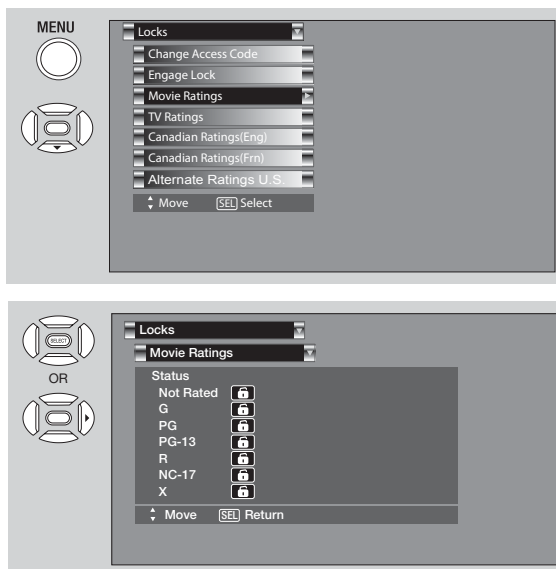 MENU
Locks
Change Access Code
Engage Lock
Movie Ratings
TV Ratings
Canadian Ratings(Eng)
Canadian Ratings(Frn)
Alternate Ratings U.S.
Move SEL Select
SELECT
OR
Locks
Movie Ratings
Status
Not Rated
G
PG
PG-13
R
NC-17
X
Move SEL Return